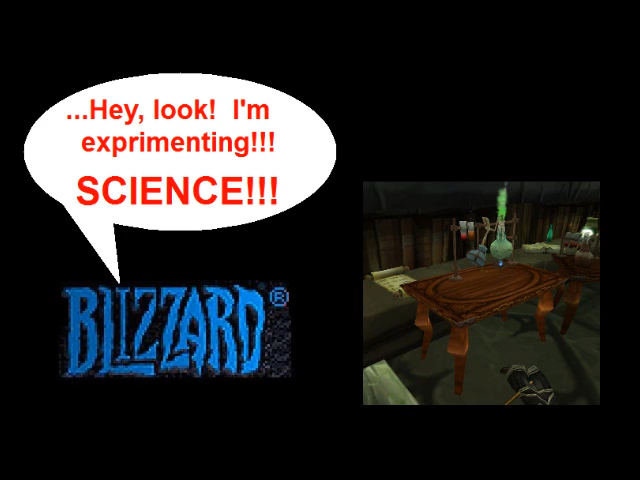 ...Hey, look! I'm
exprimenting!!!
SCIENCE!!!
BLIZZARD®